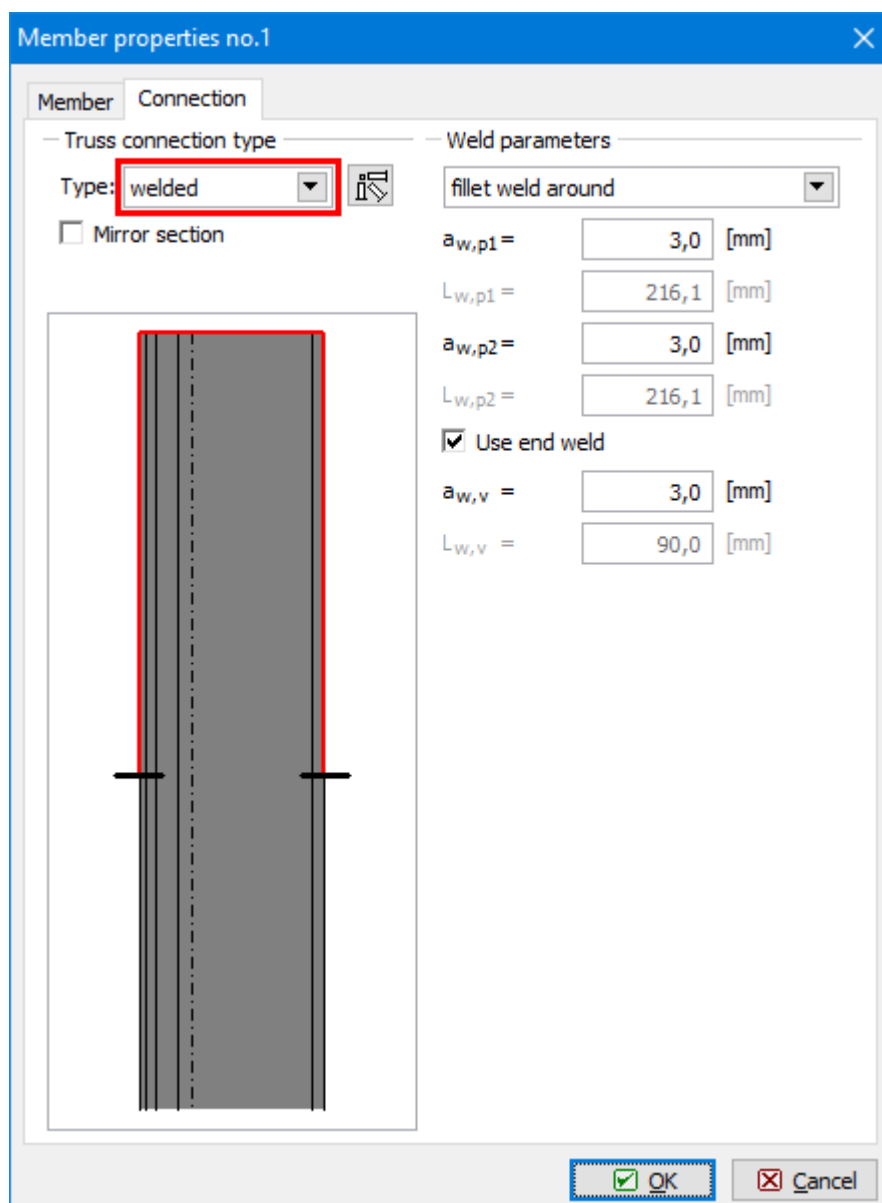 Member properties no.1
Member Connection
Truss connection type
Type: welded
Mirror section
Weld parameters
fillet weld around
aw,p1= 3,0 [mm]
Lw,p1= 216,1 [mm]
aw,p2= 3,0 [mm]
Lw,p2= 216,1 [mm]
Use end weld
aw,v = 3,0 [mm]
Lw,v = 90,0 [mm]
OK Cancel